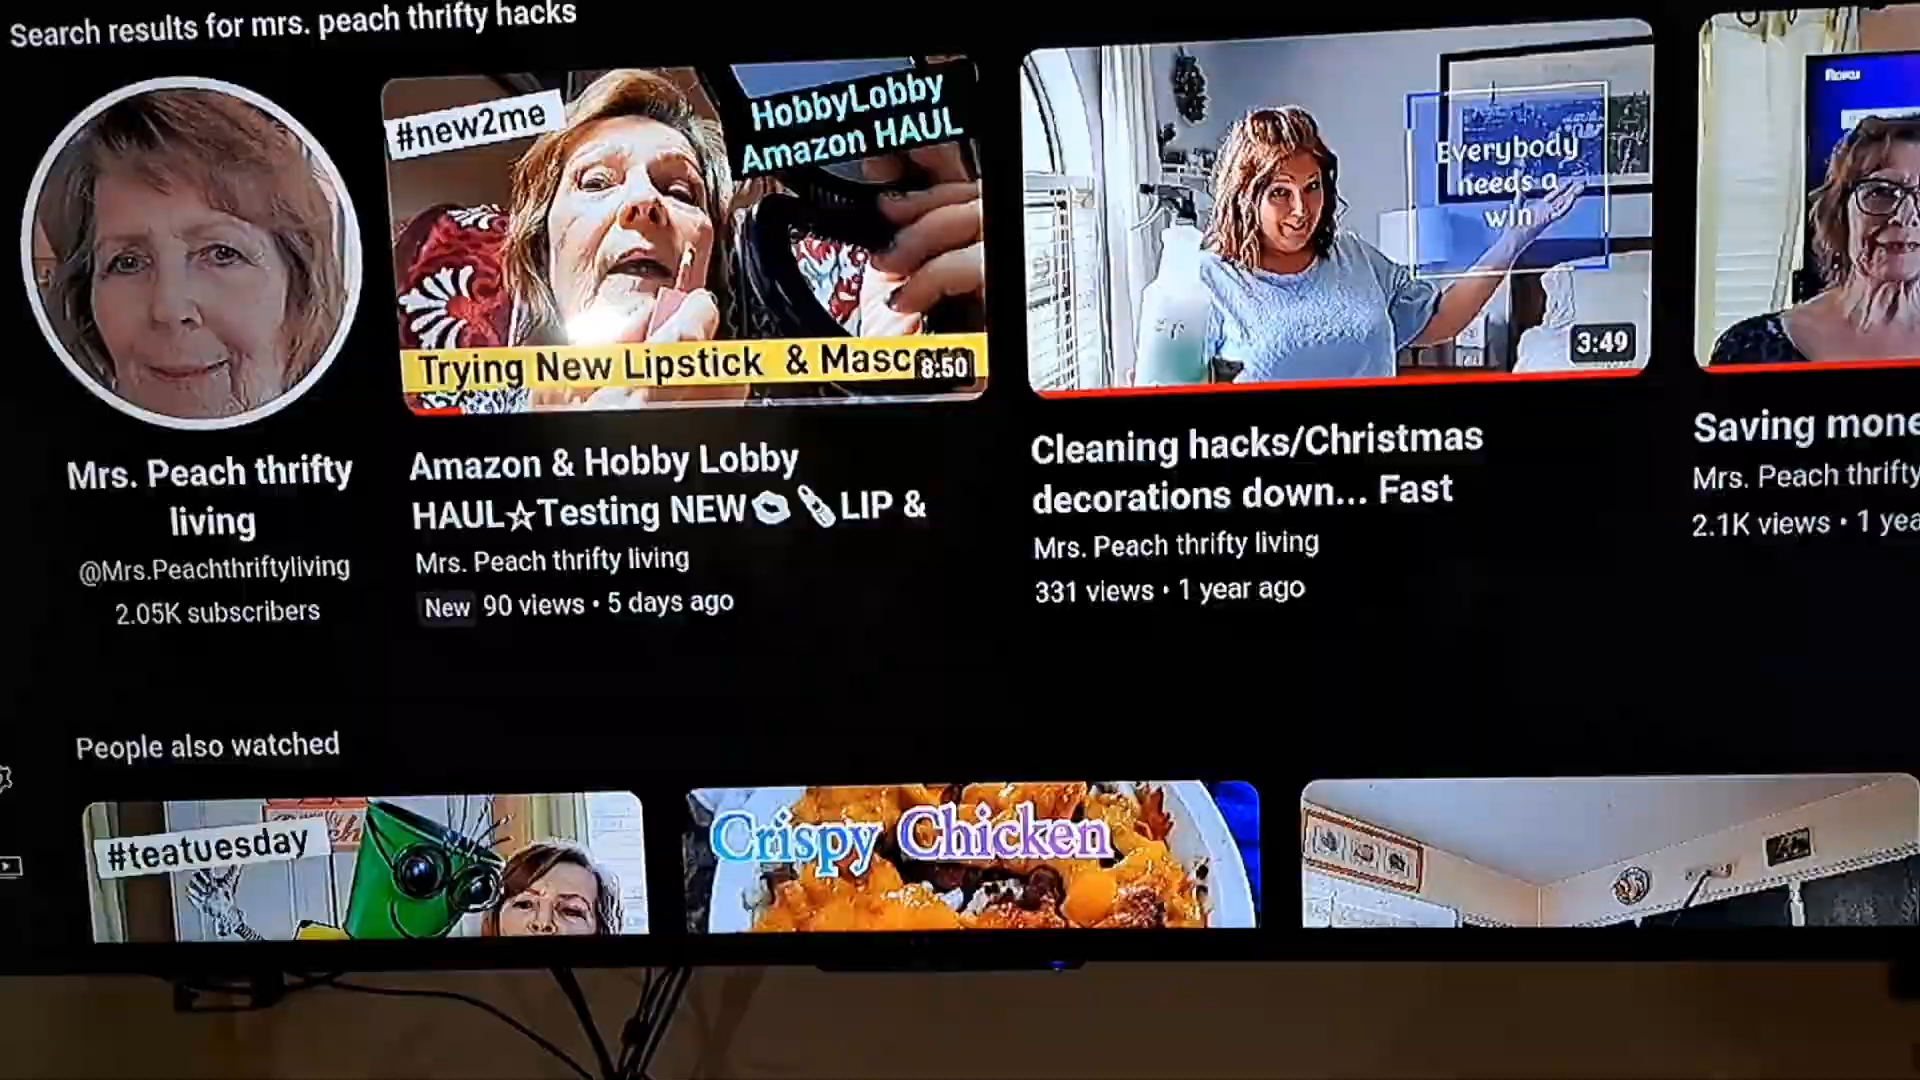 Search results for mrs. peach thrifty hacks
#new2me
HobbyLobby
Amazon HAUL
Trying New Lipstick & Mascara
8:50
Everybody
needs a
win
3:49
Roku
Mrs. Peach thrifty
living
@Mrs.Peachthriftyliving
2.05K subscribers
Amazon & Hobby Lobby
HAUL☆Testing NEW👄💄LIP &
Mrs. Peach thrifty living
New 90 views • 5 days ago
Cleaning hacks/Christmas
decorations down... Fast
Mrs. Peach thrifty living
331 views • 1 year ago
Saving mone
Mrs. Peach thrifty
2.1K views • 1 yea
People also watched
#teatuesday
Crispy Chicken